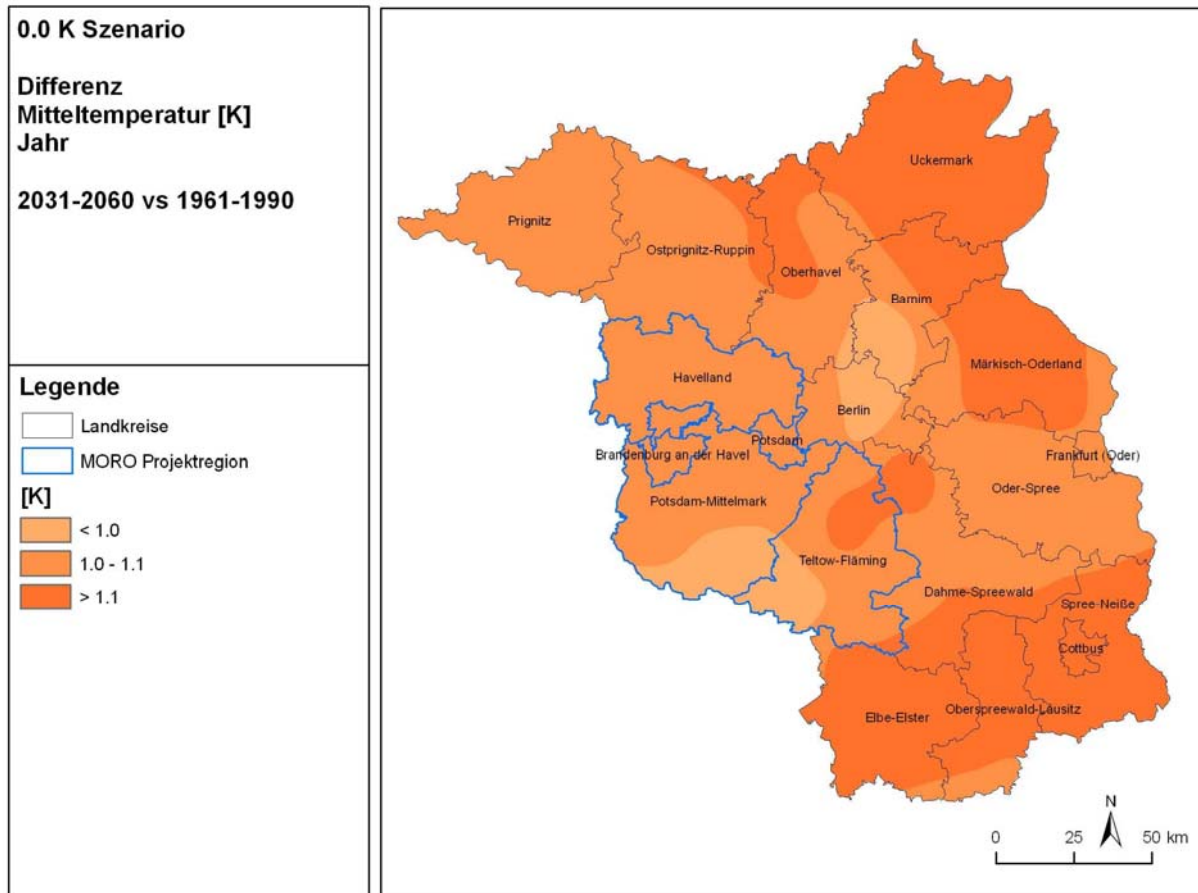 0.0 K Szenario
Differenz
Mitteltemperatur [K]
Jahr
2031-2060 vs 1961-1990
Legende
Landkreise
MORO Projektregion
[K]
< 1.0
1.0 - 1.1
> 1.1
Uckermark
Prignitz
Ostprignitz-Ruppin
Oberhavel
Barnim
Märkisch-Oderland
Havelland
Berlin
Potsdam
Brandenburg an der Havel
Frankfurt (Oder)
Oder-Spree
Potsdam-Mittelmark
Teltow-Fläming
Dahme-Spreewald
Spree-Neiße
Cottbus
Elbe-Elster
Oberspreewald-Lausitz
N
0 25 50 km